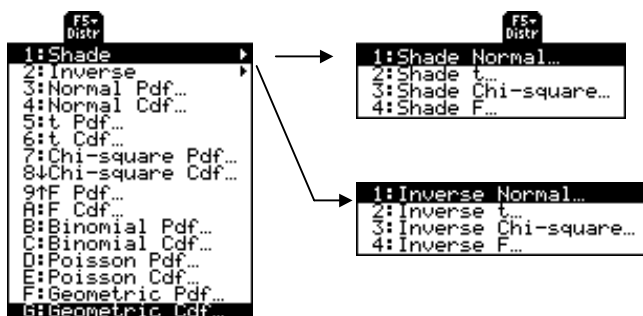 F5▾
Distr
1:Shade ▸
2:Inverse ▸
3:Normal Pdf…
4:Normal Cdf…
5:t Pdf…
6:t Cdf…
7:Chi-square Pdf…
8↓Chi-square Cdf…
9↑F Pdf…
A:F Cdf…
B:Binomial Pdf…
C:Binomial Cdf…
D:Poisson Pdf…
E:Poisson Cdf…
F:Geometric Pdf…
G:Geometric Cdf…
F5▾
Distr
1:Shade Normal…
2:Shade t…
3:Shade Chi-square…
4:Shade F…
1:Inverse Normal…
2:Inverse t…
3:Inverse Chi-square…
4:Inverse F…